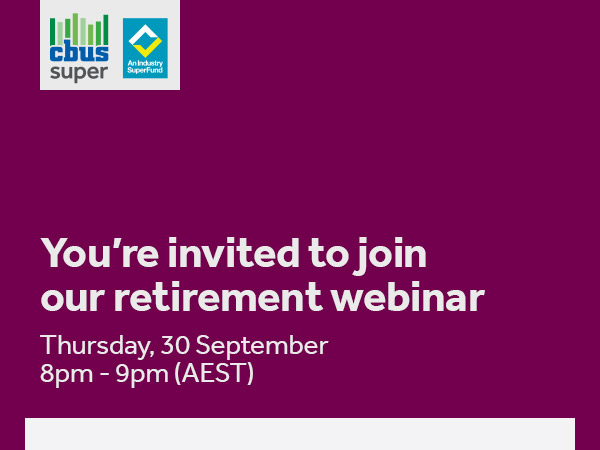 cbus
super
An Industry
SuperFund
You're invited to join
our retirement webinar
Thursday, 30 September
8pm - 9pm (AEST)